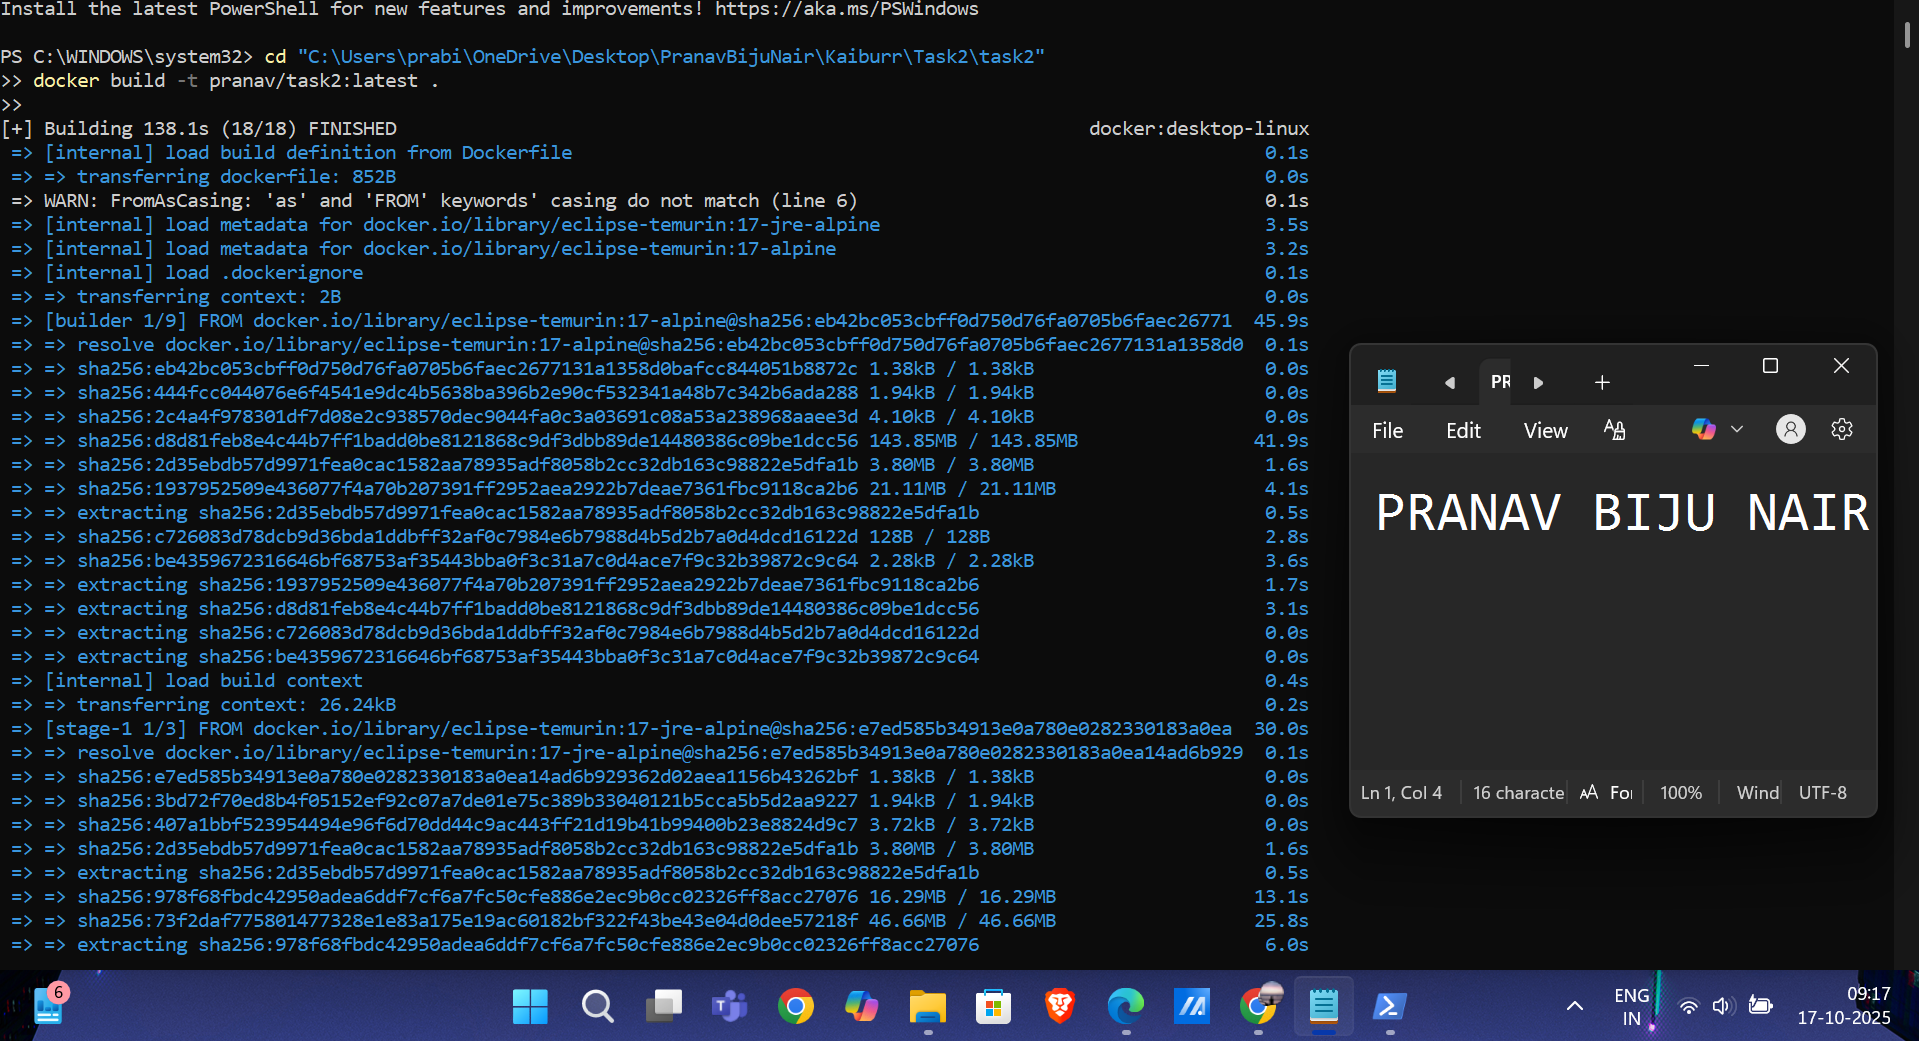 Install the latest PowerShell for new features and improvements! https://aka.ms/PSWindows
PS C:\WINDOWS\system32> cd "C:\Users\prabi\OneDrive\Desktop\PranavBijuNair\Kaiburr\Task2\task2"
>> docker build -t pranav/task2:latest .
>>
[+] Building 138.1s (18/18) FINISHED docker:desktop-linux
=> [internal] load build definition from Dockerfile 0.1s
=> => transferring dockerfile: 852B 0.0s
=> WARN: FromAsCasing: 'as' and 'FROM' keywords' casing do not match (line 6) 0.1s
=> [internal] load metadata for docker.io/library/eclipse-temurin:17-jre-alpine 3.5s
=> [internal] load metadata for docker.io/library/eclipse-temurin:17-alpine 3.2s
=> [internal] load .dockerignore 0.1s
=> => transferring context: 2B 0.0s
=> [builder 1/9] FROM docker.io/library/eclipse-temurin:17-alpine@sha256:eb42bc053cbff0d750d76fa0705b6faec26771 45.9s
=> => resolve docker.io/library/eclipse-temurin:17-alpine@sha256:eb42bc053cbff0d750d76fa0705b6faec2677131a1358d0 0.1s
=> => sha256:eb42bc053cbff0d750d76fa0705b6faec2677131a1358d0bafcc844051b8872c 1.38kB / 1.38kB 0.0s
=> => sha256:444fcc044076e6f4541e9dc4b5638ba396b2e90cf532341a48b7c342b6ada288 1.94kB / 1.94kB 0.0s
=> => sha256:2c4a4f978301df7d08e2c938570dec9044fa0c3a03691c08a53a238968aaee3d 4.10kB / 4.10kB 0.0s
=> => sha256:d8d81feb8e4c44b7ff1badd0be8121868c9df3dbb89de14480386c09be1dcc56 143.85MB / 143.85MB 41.9s
=> => sha256:2d35ebdb57d9971fea0cac1582aa78935adf8058b2cc32db163c98822e5dfa1b 3.80MB / 3.80MB 1.6s
=> => sha256:1937952509e436077f4a70b207391ff2952aea2922b7deae7361fbc9118ca2b6 21.11MB / 21.11MB 4.1s
=> => extracting sha256:2d35ebdb57d9971fea0cac1582aa78935adf8058b2cc32db163c98822e5dfa1b 0.5s
=> => sha256:c726083d78dcb9d36bda1ddbff32af0c7984e6b7988d4b5d2b7a0d4dcd16122d 128B / 128B 2.8s
=> => sha256:be4359672316646bf68753af35443bba0f3c31a7c0d4ace7f9c32b39872c9c64 2.28kB / 2.28kB 3.6s
=> => extracting sha256:1937952509e436077f4a70b207391ff2952aea2922b7deae7361fbc9118ca2b6 1.7s
=> => extracting sha256:d8d81feb8e4c44b7ff1badd0be8121868c9df3dbb89de14480386c09be1dcc56 3.1s
=> => extracting sha256:c726083d78dcb9d36bda1ddbff32af0c7984e6b7988d4b5d2b7a0d4dcd16122d 0.0s
=> => extracting sha256:be4359672316646bf68753af35443bba0f3c31a7c0d4ace7f9c32b39872c9c64 0.0s
=> [internal] load build context 0.4s
=> => transferring context: 26.24kB 0.2s
=> [stage-1 1/3] FROM docker.io/library/eclipse-temurin:17-jre-alpine@sha256:e7ed585b34913e0a780e0282330183a0ea 30.0s
=> => resolve docker.io/library/eclipse-temurin:17-jre-alpine@sha256:e7ed585b34913e0a780e0282330183a0ea14ad6b929 0.1s
=> => sha256:e7ed585b34913e0a780e0282330183a0ea14ad6b929362d02aea1156b43262bf 1.38kB / 1.38kB 0.0s
=> => sha256:3bd72f70ed8b4f05152ef92c07a7de01e75c389b33040121b5cca5b5d2aa9227 1.94kB / 1.94kB 0.0s
=> => sha256:407a1bbf523954494e96f6d70dd44c9ac443ff21d19b41b99400b23e8824d9c7 3.72kB / 3.72kB 0.0s
=> => sha256:2d35ebdb57d9971fea0cac1582aa78935adf8058b2cc32db163c98822e5dfa1b 3.80MB / 3.80MB 1.6s
=> => extracting sha256:2d35ebdb57d9971fea0cac1582aa78935adf8058b2cc32db163c98822e5dfa1b 0.5s
=> => sha256:978f68fbdc42950adea6ddf7cf6a7fc50cfe886e2ec9b0cc02326ff8acc27076 16.29MB / 16.29MB 13.1s
=> => sha256:73f2daf775801477328e1e83a175e19ac60182bf322f43be43e04d0dee57218f 46.66MB / 46.66MB 25.8s
=> => extracting sha256:978f68fbdc42950adea6ddf7cf6a7fc50cfe886e2ec9b0cc02326ff8acc27076 6.0s
PR
File Edit View
PRANAV BIJU NAIR
Ln 1, Col 4 16 characte For 100% Wind UTF-8
6
ENG
IN
09:17
17-10-2025